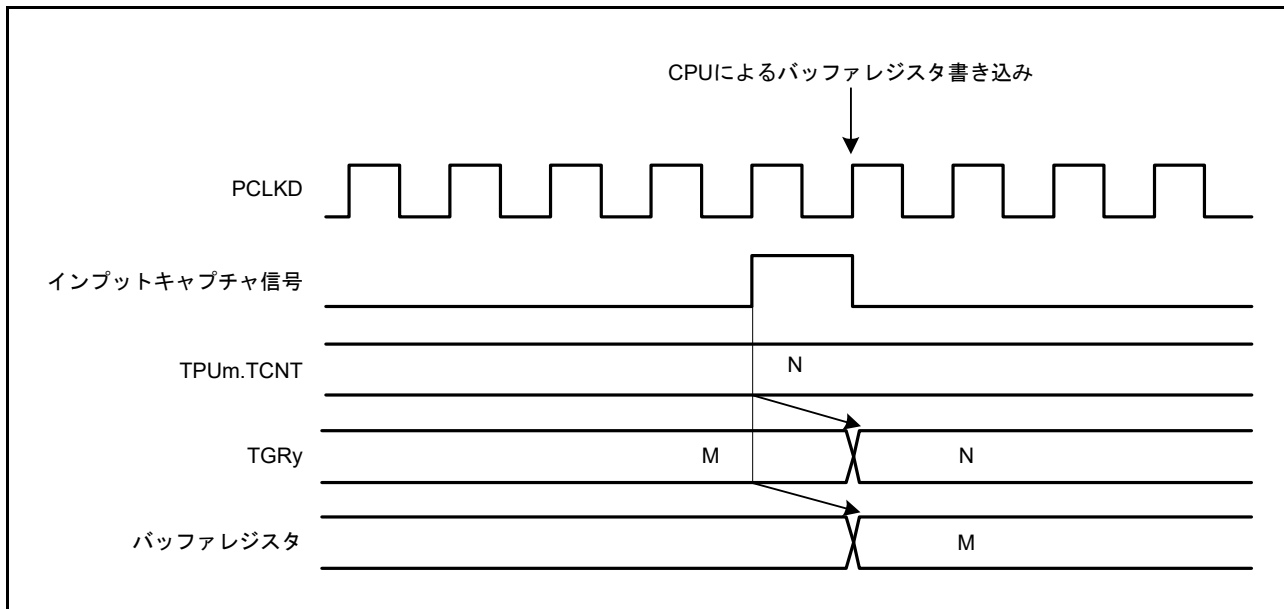 CPUによるバッファレジスタ書き込み
PCLKD
インプットキャプチャ信号
TPUm.TCNT
N
TGRy
M
N
バッファレジスタ
M